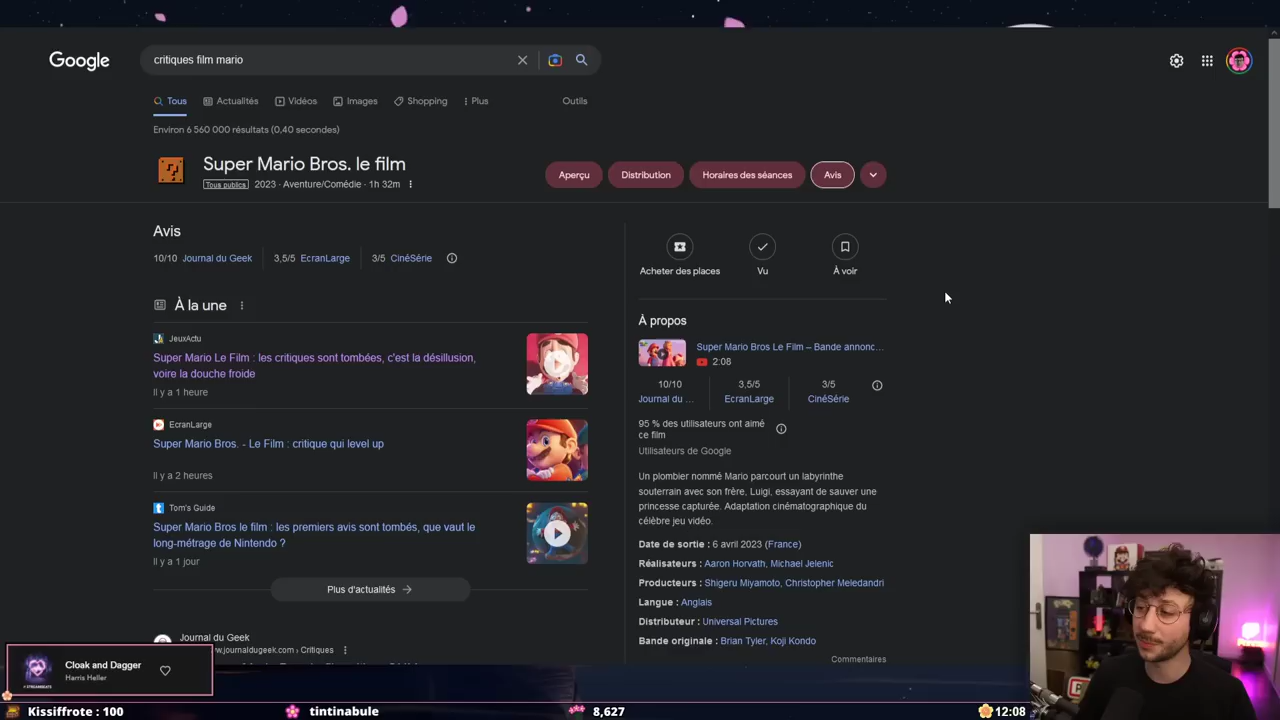 Google
critiques film mario
Tous
Actualités
Vidéos
Images
Shopping
Plus
Outils
Environ 6 560 000 résultats (0,40 secondes)
Super Mario Bros. le film
Tous publics 2023 · Aventure/Comédie · 1h 32m
Aperçu
Distribution
Horaires des séances
Avis
Avis
10/10 Journal du Geek
3,5/5 EcranLarge
3/5 CinéSérie
À la une
JeuxActu
Super Mario Le Film : les critiques sont tombées, c'est la désillusion,
voire la douche froide
Il y a 1 heure
EcranLarge
Super Mario Bros. - Le Film : critique qui level up
Il y a 2 heures
Tom's Guide
Super Mario Bros le film : les premiers avis sont tombés, que vaut le
long-métrage de Nintendo ?
Il y a 1 jour
Plus d'actualités
Journal du Geek
w.journaldugeek.com › Critiques
Acheter des places
Vu
À voir
À propos
Super Mario Bros Le Film – Bande annonc...
2:08
10/10
Journal du ...
3,5/5
EcranLarge
3/5
CinéSérie
95 % des utilisateurs ont aimé
ce film
Utilisateurs de Google
Un plombier nommé Mario parcourt un labyrinthe
souterrain avec son frère, Luigi, essayant de sauver une
princesse capturée. Adaptation cinématographique du
célèbre jeu vidéo.
Date de sortie : 6 avril 2023 (France)
Réalisateurs : Aaron Horvath, Michael Jelenic
Producteurs : Shigeru Miyamoto, Christopher Meledandri
Langue : Anglais
Distributeur : Universal Pictures
Bande originale : Brian Tyler, Koji Kondo
Commentaires
Cloak and Dagger
Harris Heller
Kissiffrote : 100
tintinabule
8,627
12:08